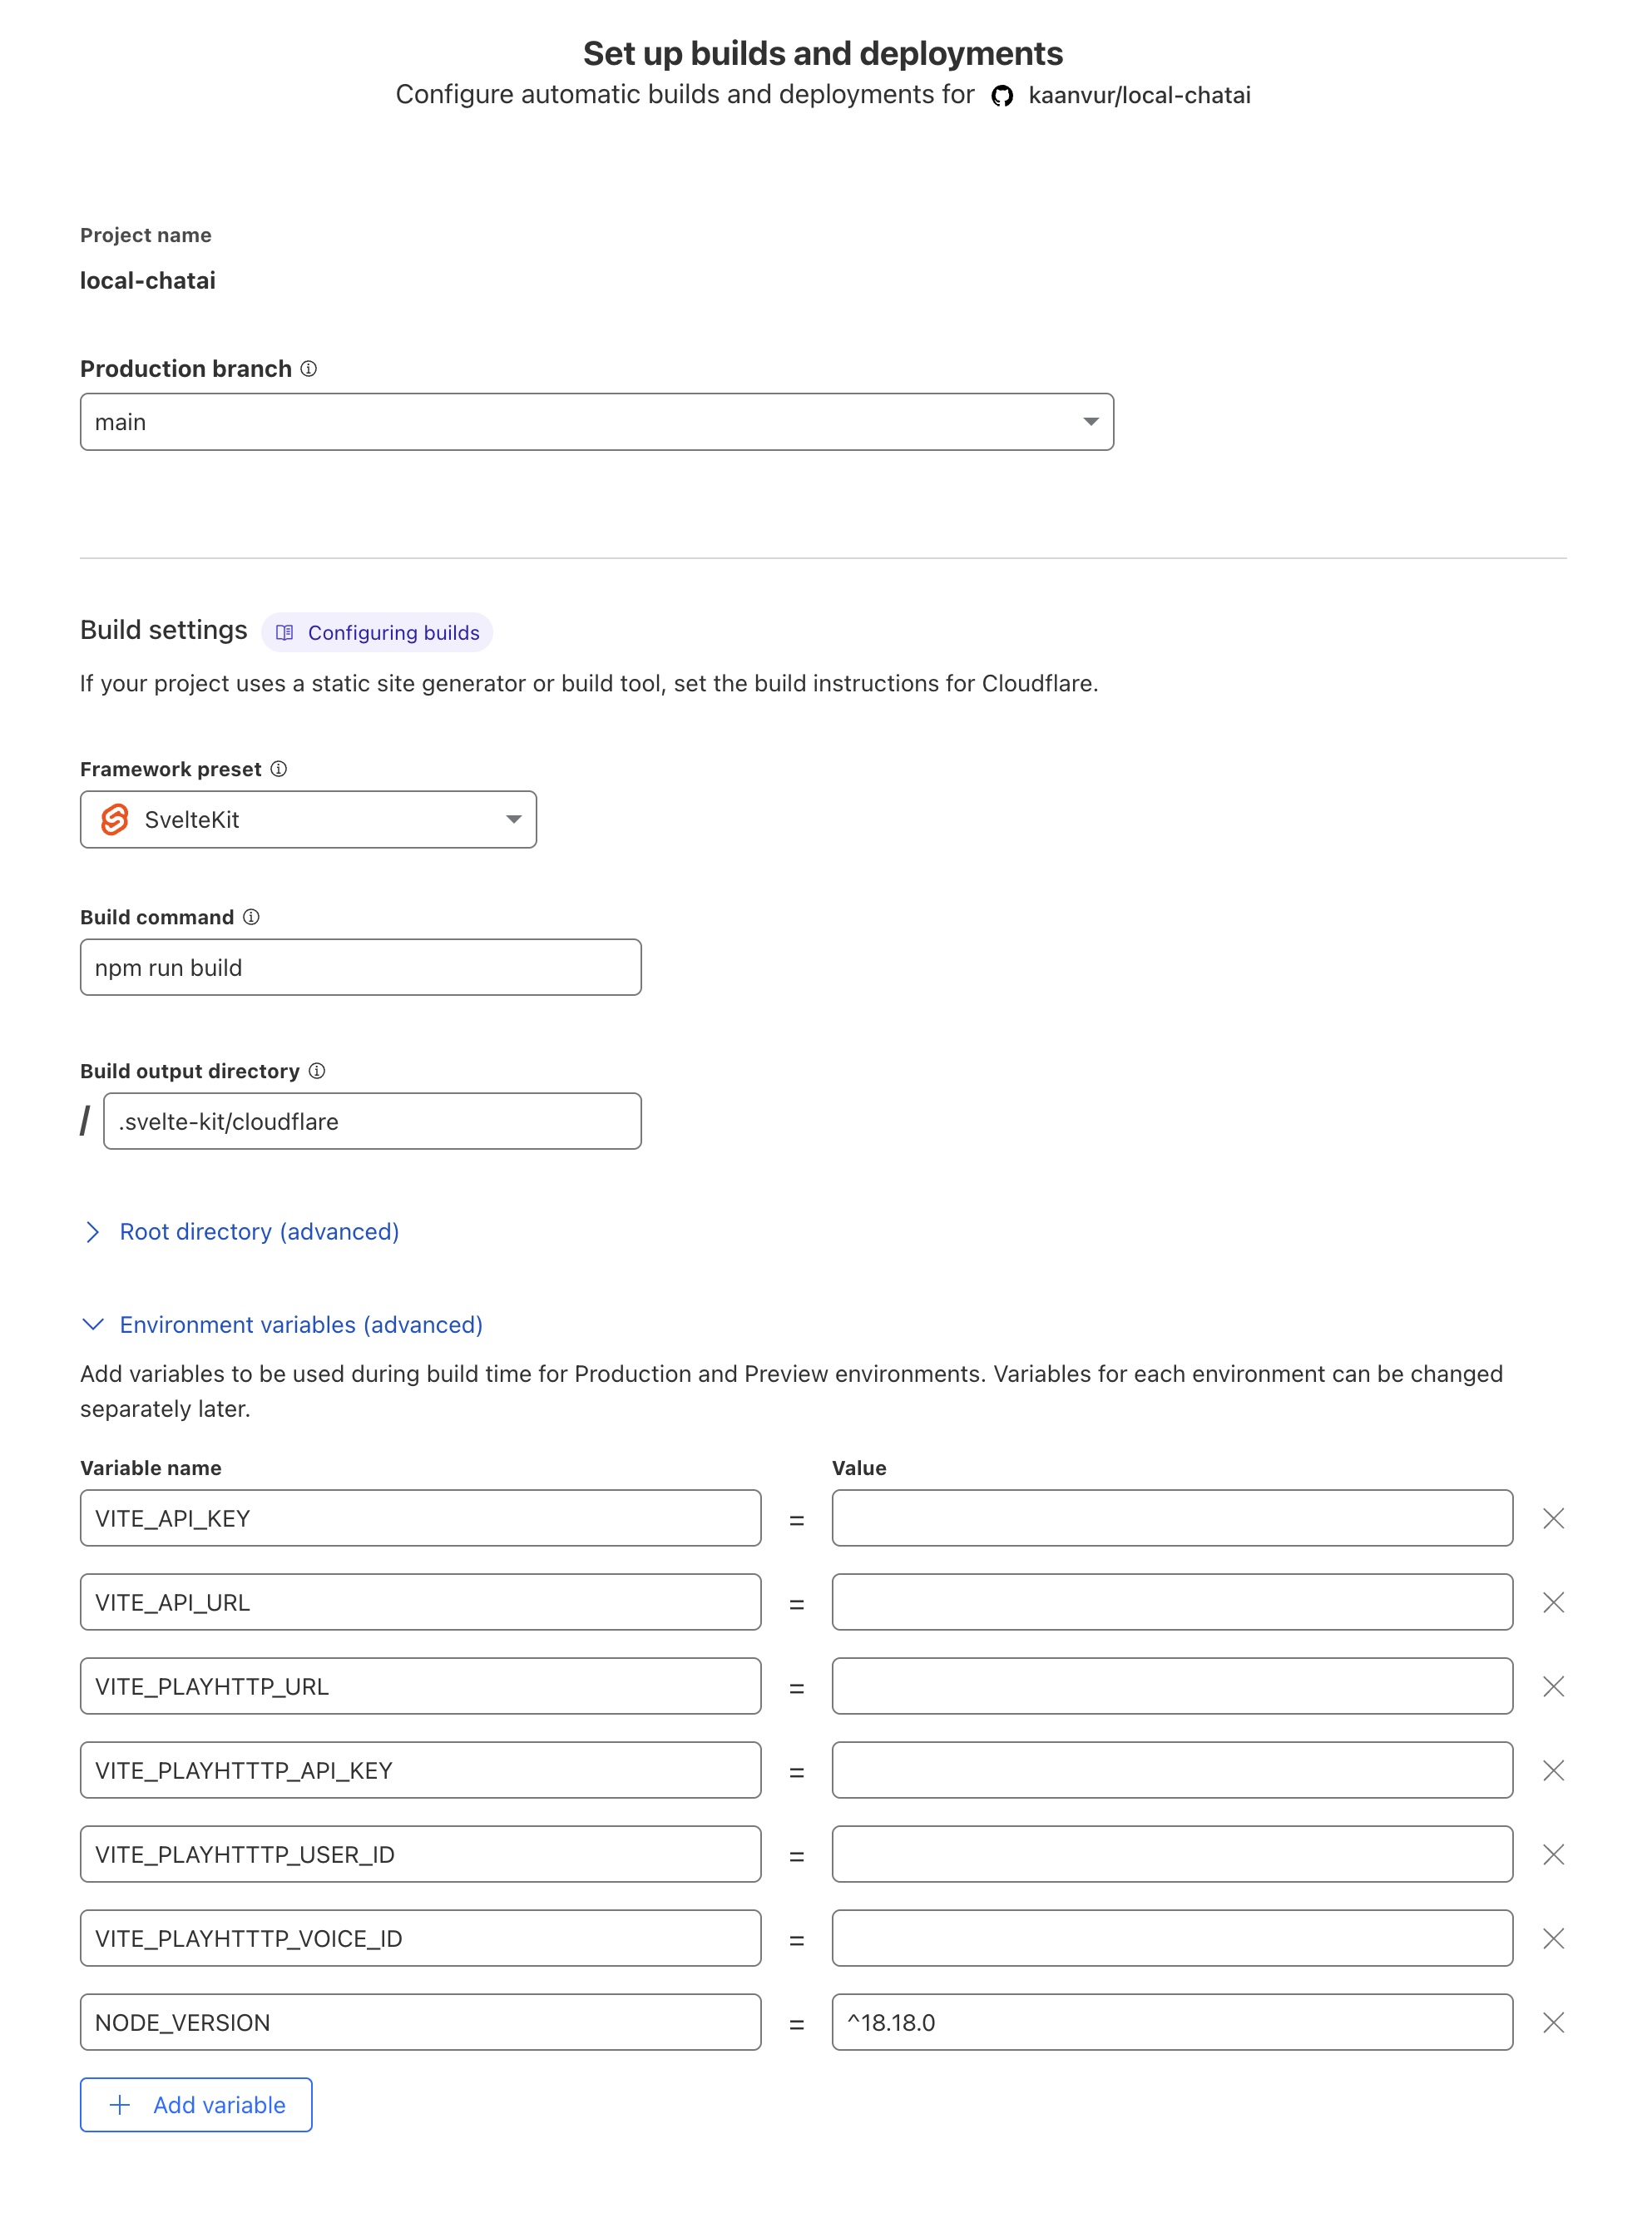 Set up builds and deployments
Configure automatic builds and deployments for kaanvur/local-chatai
Project name
local-chatai
Production branch
main
Build settings Configuring builds
If your project uses a static site generator or build tool, set the build instructions for Cloudflare.
Framework preset
SvelteKit
Build command
npm run build
Build output directory
/ .svelte-kit/cloudflare
Root directory (advanced)
Environment variables (advanced)
Add variables to be used during build time for Production and Preview environments. Variables for each environment can be changed
separately later.
Variable name Value
VITE_API_KEY =
VITE_API_URL =
VITE_PLAYHTTP_URL =
VITE_PLAYHTTTP_API_KEY =
VITE_PLAYHTTTP_USER_ID =
VITE_PLAYHTTTP_VOICE_ID =
NODE_VERSION = ^18.18.0
+ Add variable